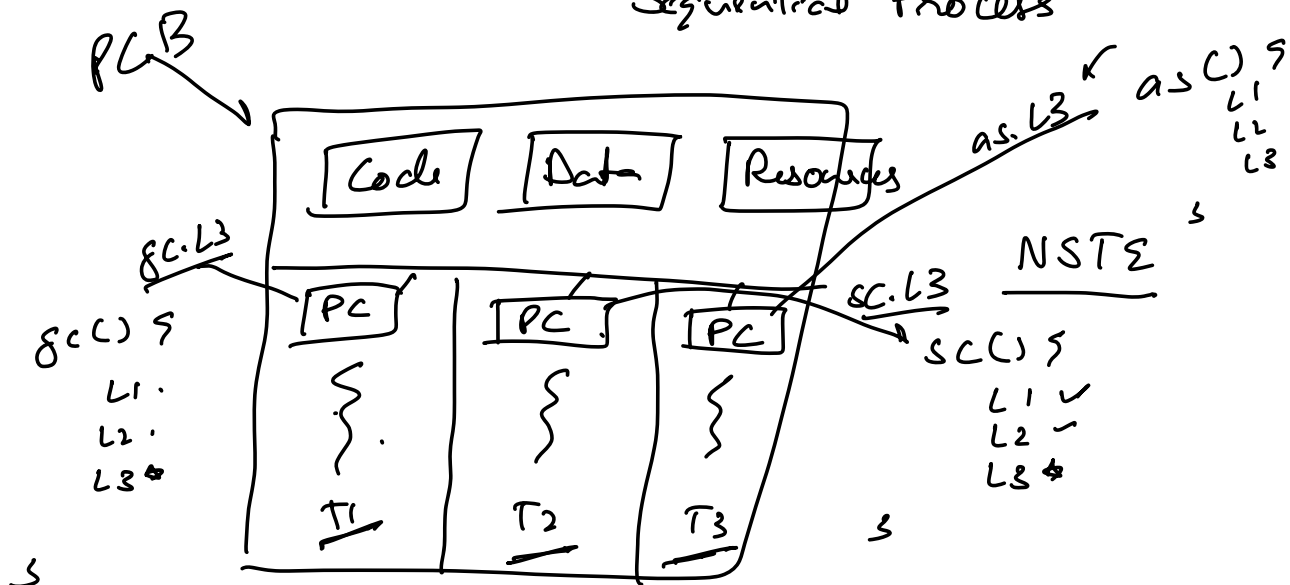 Sequential Process
PCB
as() {
L1
L2
L3
}
as.L3
Code Data Resources
gc.L3
NSTE
sc.L3
PC PC PC
gc() {
L1
L2
L3
}
sc() {
L1 ✓
L2 ✓
L3
}
T1 T2 T3